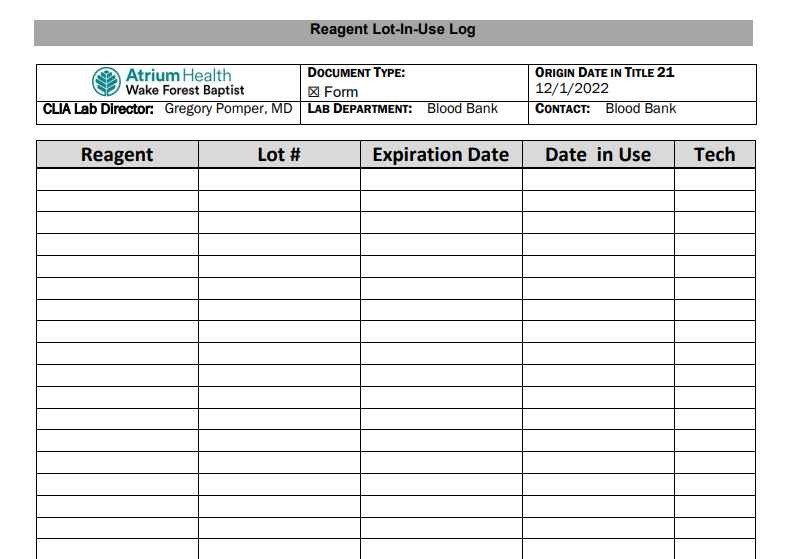 Reagent Lot-In-Use Log
Atrium Health
Wake Forest Baptist
DOCUMENT TYPE:
☒ Form
ORIGIN DATE IN TITLE 21
12/1/2022
CLIA Lab Director: Gregory Pomper, MD
LAB DEPARTMENT: Blood Bank
CONTACT: Blood Bank
Reagent Lot # Expiration Date Date in Use Tech